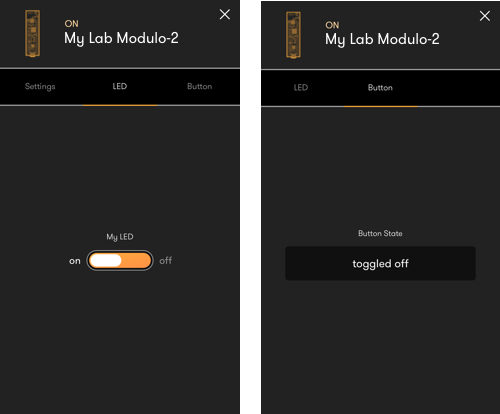 ON
My Lab Modulo-2
Settings LED Button
My LED
on off
ON
My Lab Modulo-2
LED Button
Button State
toggled off